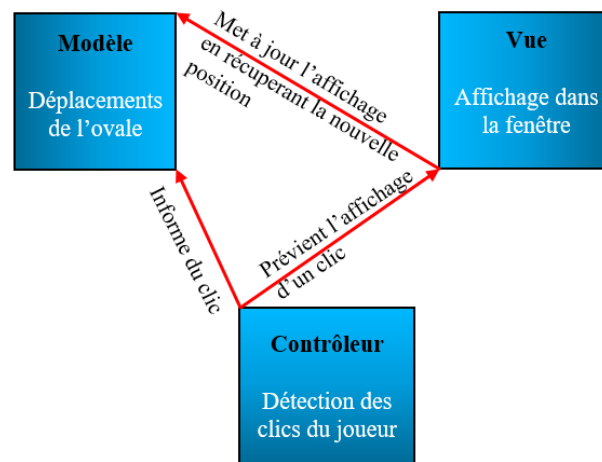 Modèle
Déplacements
de l’ovale
Met à jour l’affichage
en récuperant la nouvelle
position
Vue
Affichage dans
la fenêtre
Informe du clic
Prévient l’affichage
d’un clic
Contrôleur
Détection des
clics du joueur